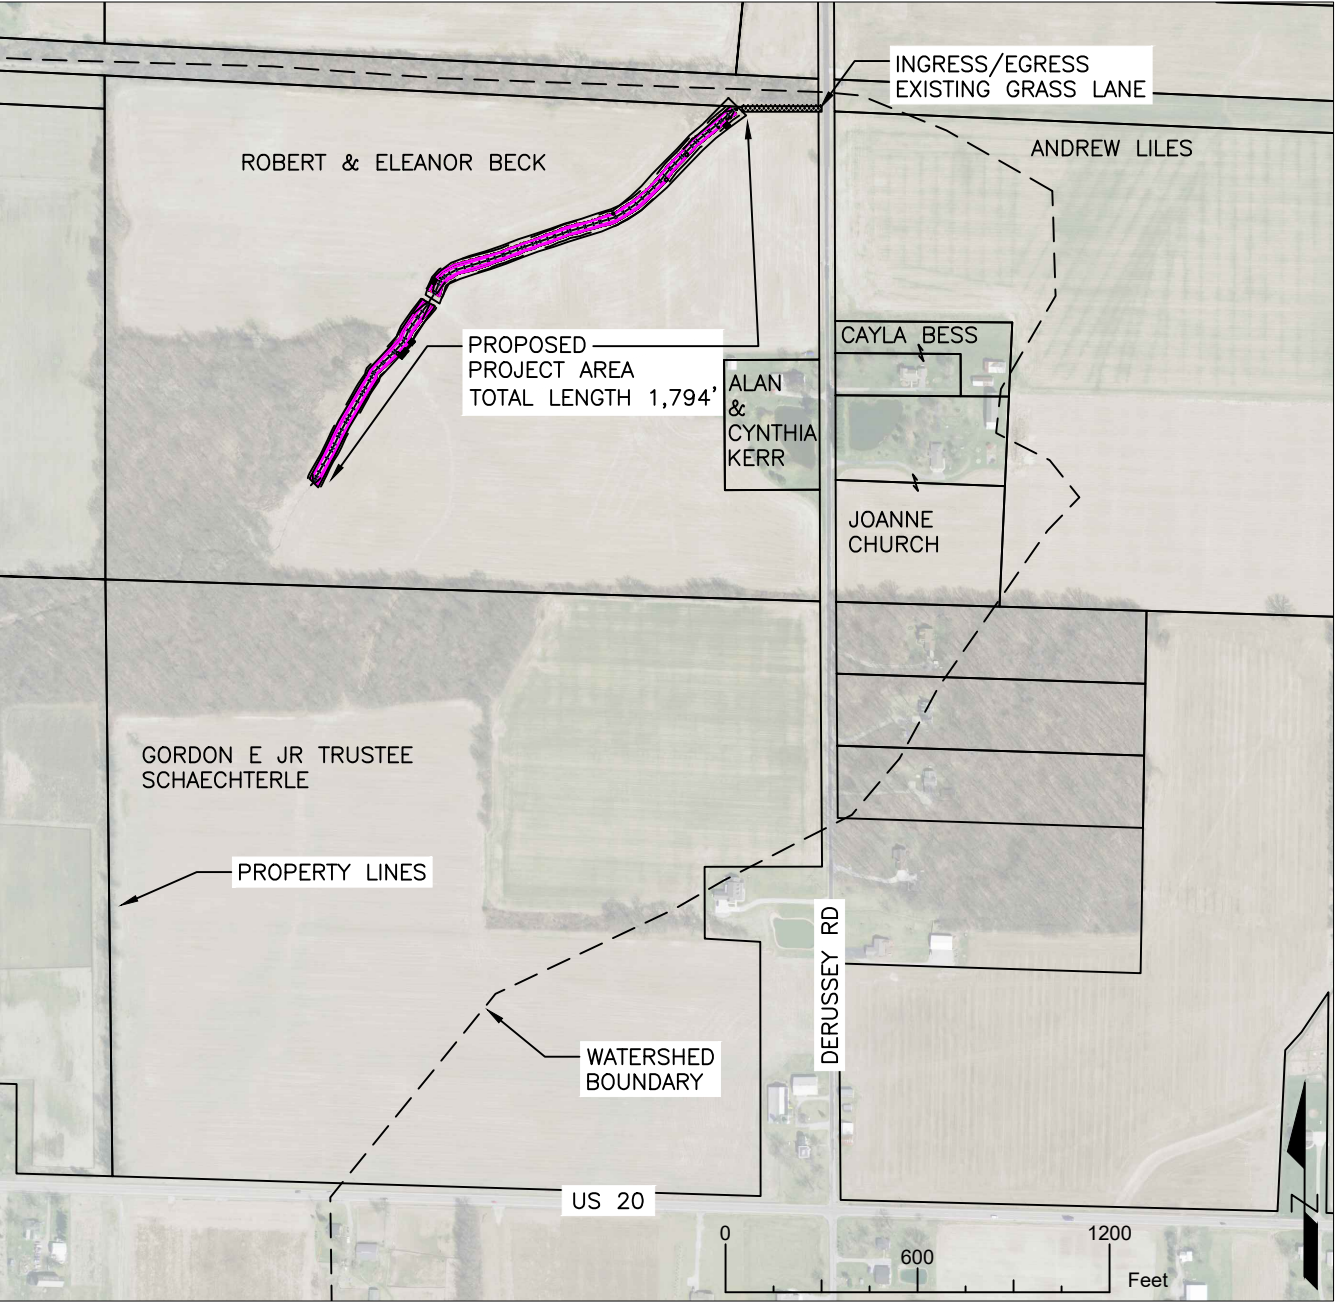 INGRESS/EGRESS
EXISTING GRASS LANE
ROBERT & ELEANOR BECK
ANDREW LILES
PROPOSED
PROJECT AREA
TOTAL LENGTH 1,794'
CAYLA BESS
ALAN
&
CYNTHIA
KERR
JOANNE
CHURCH
GORDON E JR TRUSTEE
SCHAECHTERLE
PROPERTY LINES
DERUSSEY RD
WATERSHED
BOUNDARY
US 20
0
600
1200
Feet
N